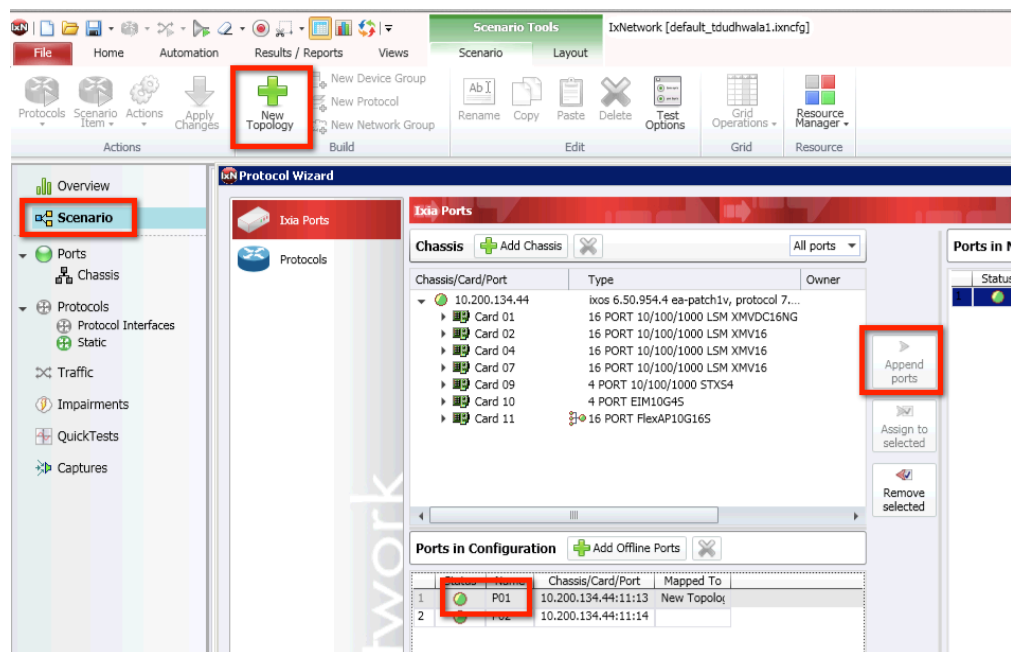 IxN
Scenario Tools
IxNetwork [default_tdudhwala1.ixncfg]
File
Home
Automation
Results / Reports
Views
Scenario
Layout
Protocols
Scenario Item
Actions
Apply Changes
New Topology
New Device Group
New Protocol
New Network Group
Rename
Copy
Paste
Delete
Test Options
Grid Operations
Resource Manager
Actions
Build
Edit
Grid
Resource
Overview
Scenario
Ports
Chassis
Protocols
Protocol Interfaces
Static
Traffic
Impairments
QuickTests
Captures
IxN Protocol Wizard
Ixia Ports
Protocols
Ixia Ports
Chassis Add Chassis All ports
Chassis/Card/Port Type Owner
10.200.134.44 ixos 6.50.954.4 ea-patch1v, protocol 7....
Card 01 16 PORT 10/100/1000 LSM XMVDC16NG
Card 02 16 PORT 10/100/1000 LSM XMV16
Card 04 16 PORT 10/100/1000 LSM XMV16
Card 07 16 PORT 10/100/1000 LSM XMV16
Card 09 4 PORT 10/100/1000 STXS4
Card 10 4 PORT EIM10G4S
Card 11 16 PORT FlexAP10G16S
Append ports
Assign to selected
Remove selected
Ports in Configuration Add Offline Ports
Status Name Chassis/Card/Port Mapped To
1 P01 10.200.134.44:11:13 New Topolo
2 P02 10.200.134.44:11:14
Ports in
Status
1
twork